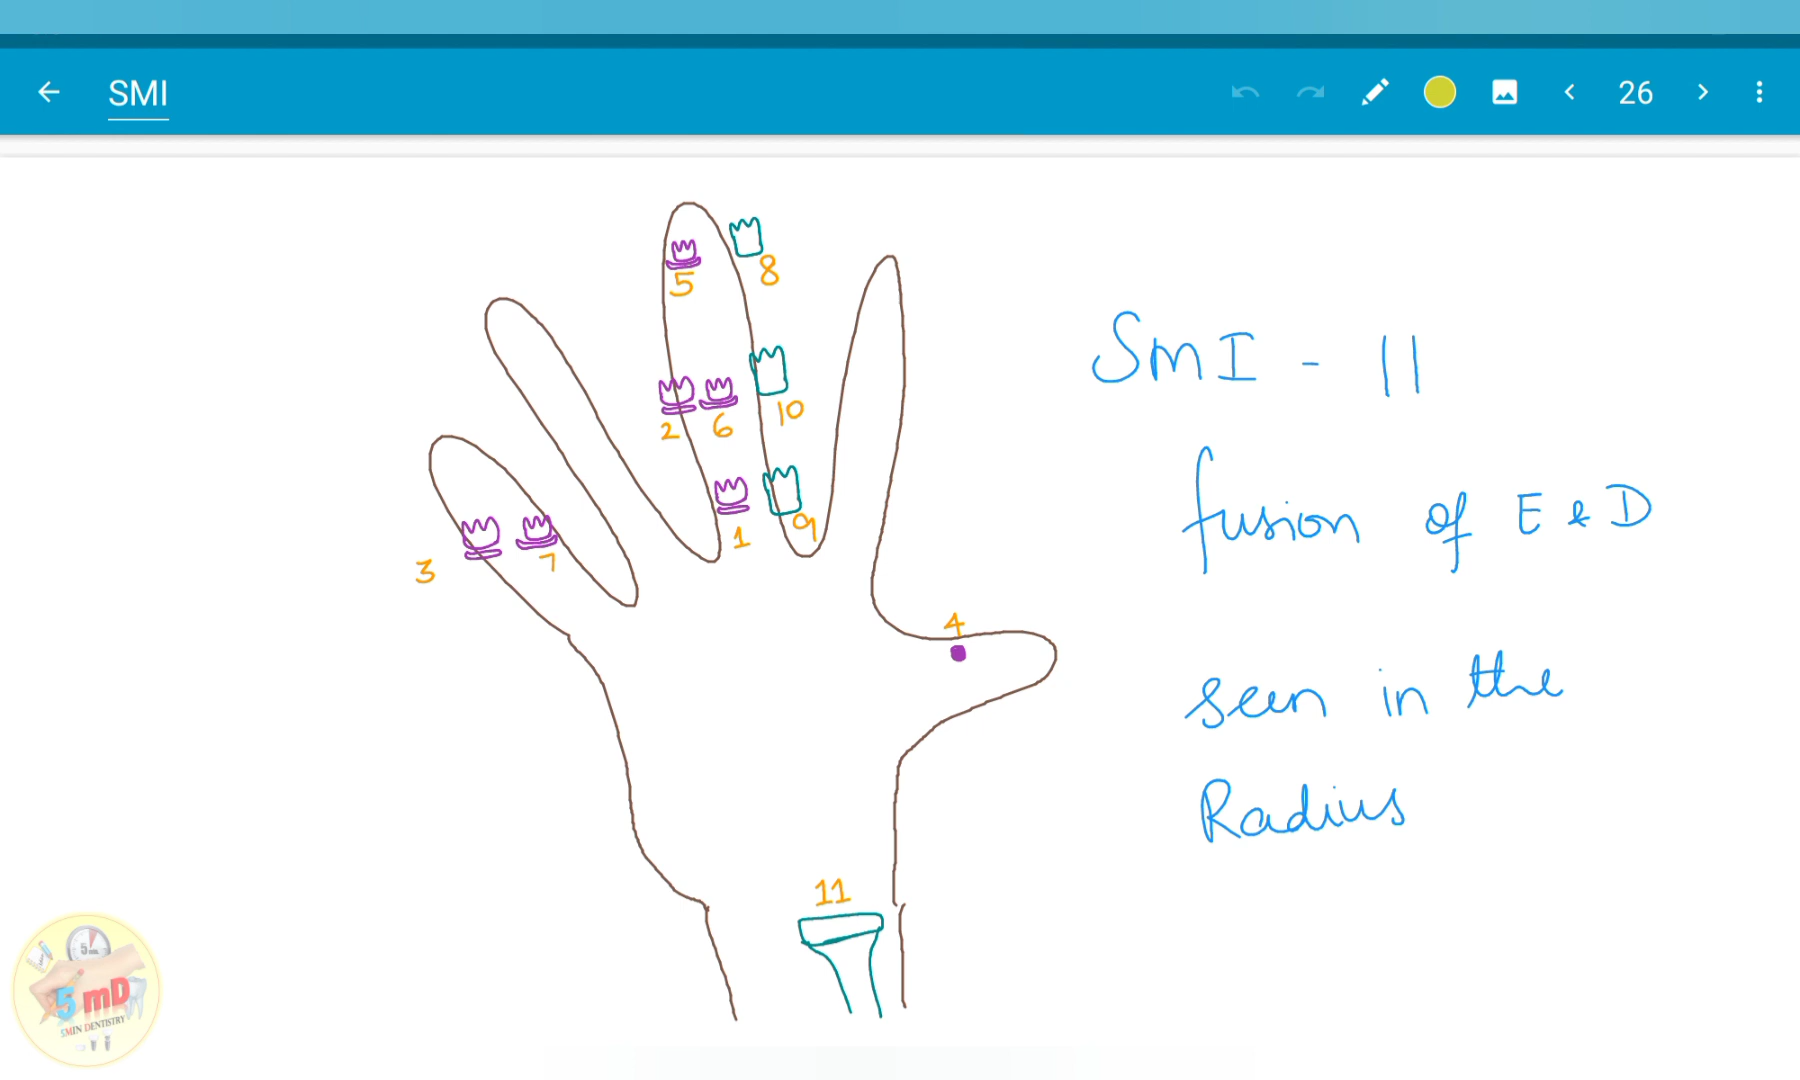 SMI
26
5
8
2
6
10
1
9
3
7
4
11
SMI - 11
fusion of E & D
seen in the
Radius
5 mD
5MIN DENTISTRY